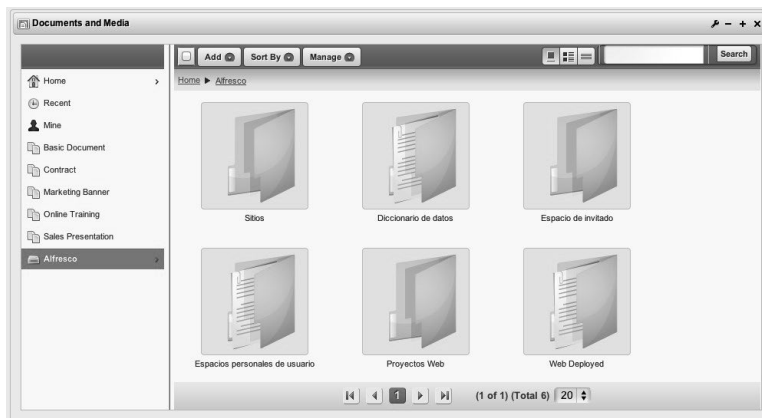 Documents and Media
Add Sort By Manage Search
Home ▶ Alfresco
Home
Recent
Mine
Basic Document
Contract
Marketing Banner
Online Training
Sales Presentation
Alfresco
Sitios Diccionario de datos Espacio de invitado
Espacios personales de usuario Proyectos Web Web Deployed
1 (1 of 1) (Total 6) 20